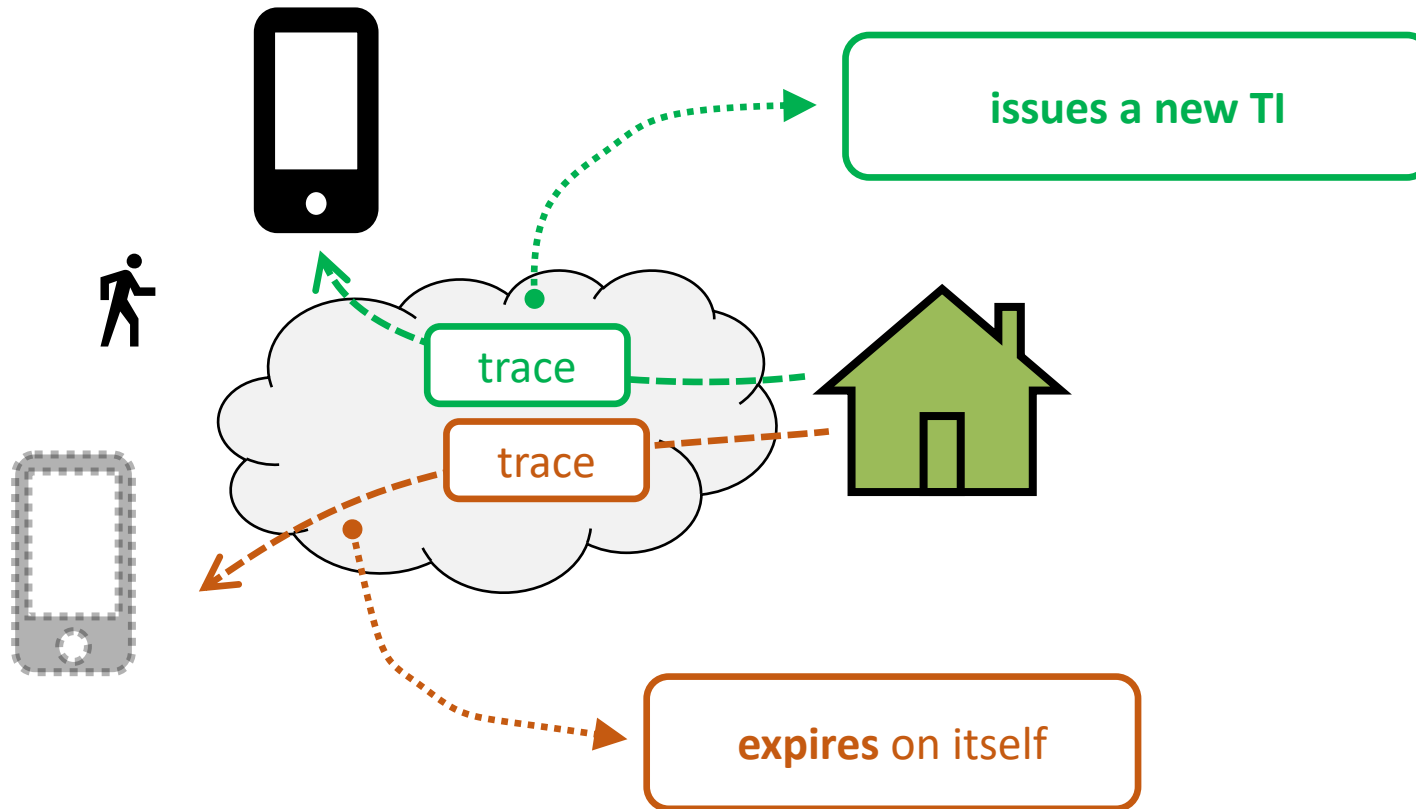 issues a new TI
trace
trace
expires on itself